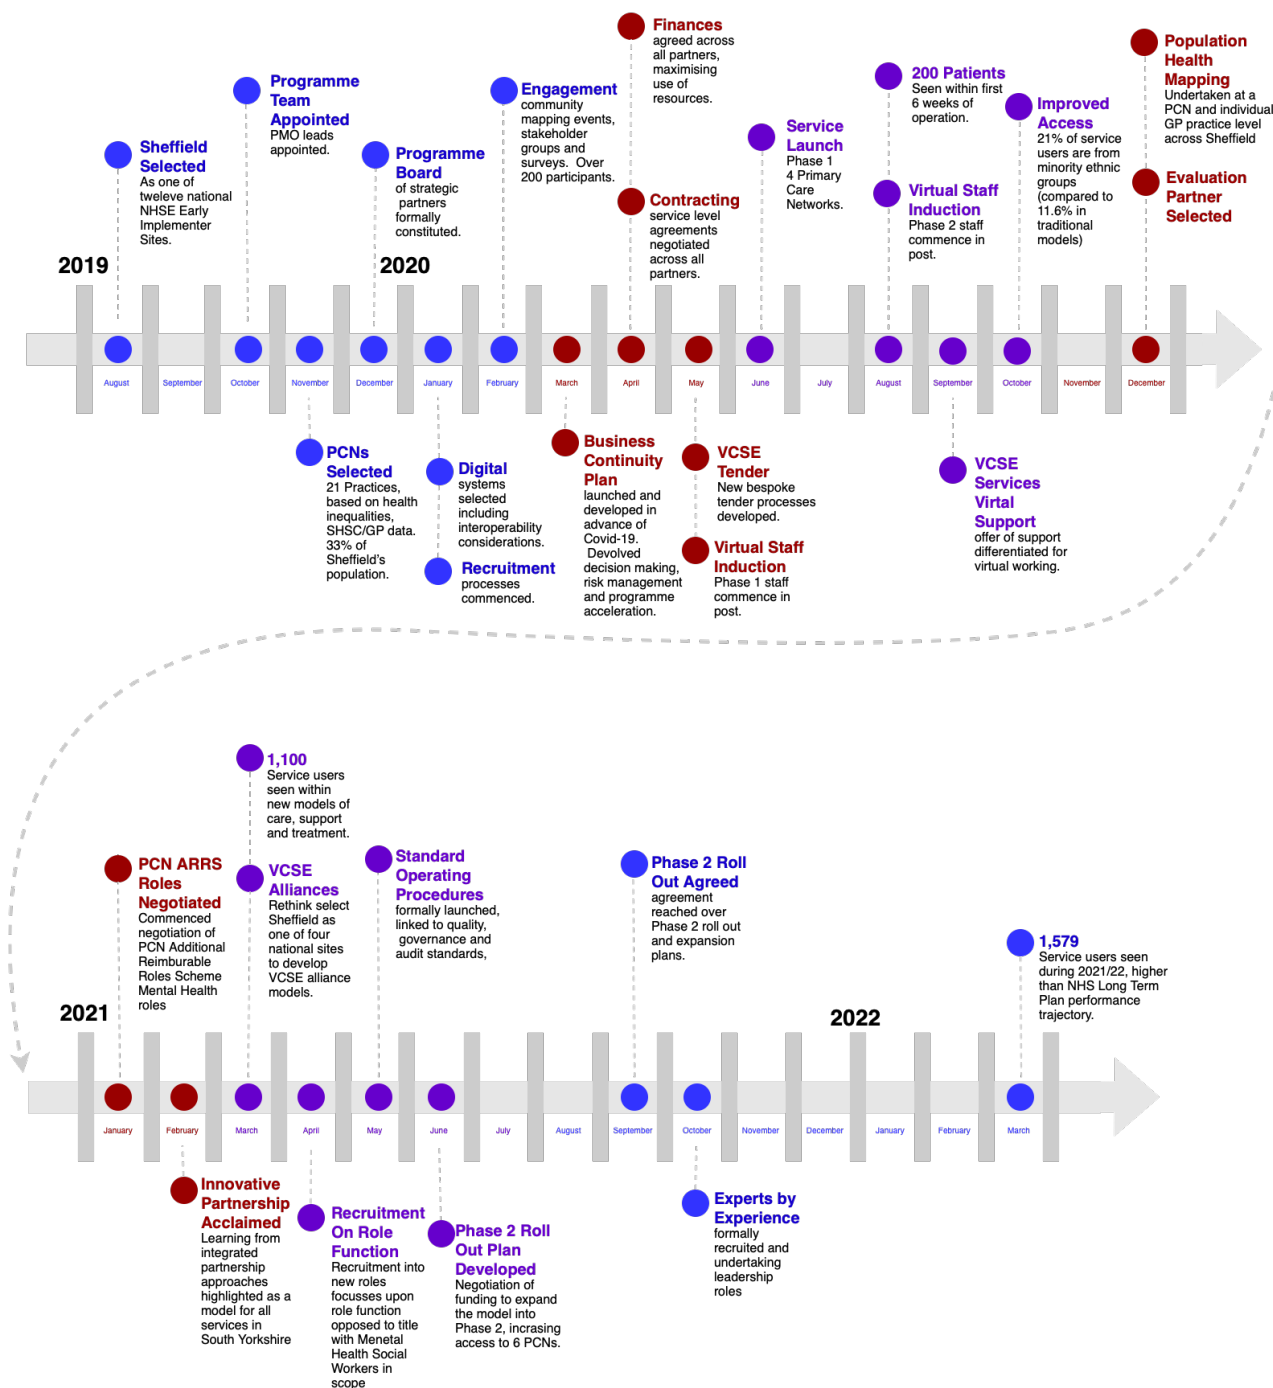 Finances
agreed across
all partners,
maximising
use of
resources.
Population
Health
Mapping
Undertaken at a
PCN and individual
GP practice level
across Sheffield
Programme
Team
Appointed
PMO leads
appointed.
Engagement
community
mapping events,
stakeholder
groups and
surveys. Over
200 participants.
200 Patients
Seen within first
6 weeks of
operation.
Improved
Access
21% of service
users are from
minority ethnic
groups
(compared to
11.6% in
traditional
models)
Sheffield
Selected
As one of
tweleve national
NHSE Early
Implementer
Sites.
Programme
Board
of strategic
partners
formally
constituted.
Service
Launch
Phase 1
4 Primary
Care
Networks.
Contracting
service level
agreements
negotiated
across all
partners.
Virtual Staff
Induction
Phase 2 staff
commence in
post.
Evaluation
Partner
Selected
2019
2020
August
September
October
November
December
January
February
March
April
May
June
July
August
September
October
November
December
PCNs
Selected
21 Practices,
based on health
inequalities,
SHSC/GP data.
33% of
Sheffield's
population.
Digital
systems
selected
including
interoperability
considerations.
Recruitment
processes
commenced.
Business
Continuity
Plan
launched and
developed in
advance of
Covid-19.
Devolved
decision making,
risk management
and programme
acceleration.
VCSE
Tender
New bespoke
tender processes
developed.
Virtual Staff
Induction
Phase 1 staff
commence in
post.
VCSE
Services
Virtal
Support
offer of support
differentiated for
virtual working.
1,100
Service users
seen within
new models of
care, support
and treatment.
PCN ARRS
Roles
Negotiated
Commenced
negotiation of
PCN Additional
Reimburable
Roles Scheme
Mental Health
roles
VCSE
Alliances
Rethink select
Sheffield as
one of four
national sites
to develop
VCSE alliance
models.
Standard
Operating
Procedures
formally launched,
linked to quality,
governance and
audit standards,
Phase 2 Roll
Out Agreed
agreement
reached over
Phase 2 roll out
and expansion
plans.
1,579
Service users seen
during 2021/22, higher
than NHS Long Term
Plan performance
trajectory.
2021
2022
January
February
March
April
May
June
July
August
September
October
November
December
January
February
March
Innovative
Partnership
Acclaimed
Learning from
integrated
partnership
approaches
highlighted as a
model for all
services in
South Yorkshire
Recruitment
On Role
Function
Recruitment into
new roles
focusses upon
role function
opposed to title
with Menetal
Health Social
Workers in
scope
Phase 2 Roll
Out Plan
Developed
Negotiation of
funding to expand
the model into
Phase 2, incrasing
access to 6 PCNs.
Experts by
Experience
formally
recruited and
undertaking
leadership
roles